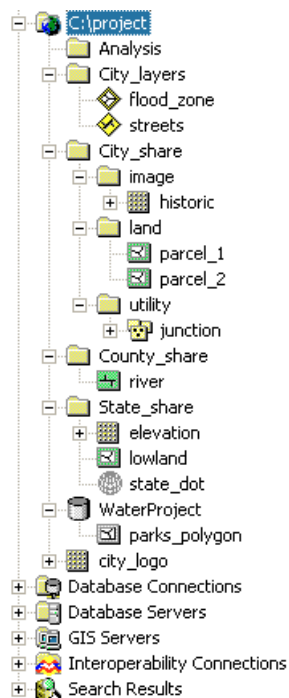 C:\project
Analysis
City_layers
flood_zone
streets
City_share
image
historic
land
parcel_1
parcel_2
utility
junction
County_share
river
State_share
elevation
lowland
state_dot
WaterProject
parks_polygon
city_logo
Database Connections
Database Servers
GIS Servers
Interoperability Connections
Search Results